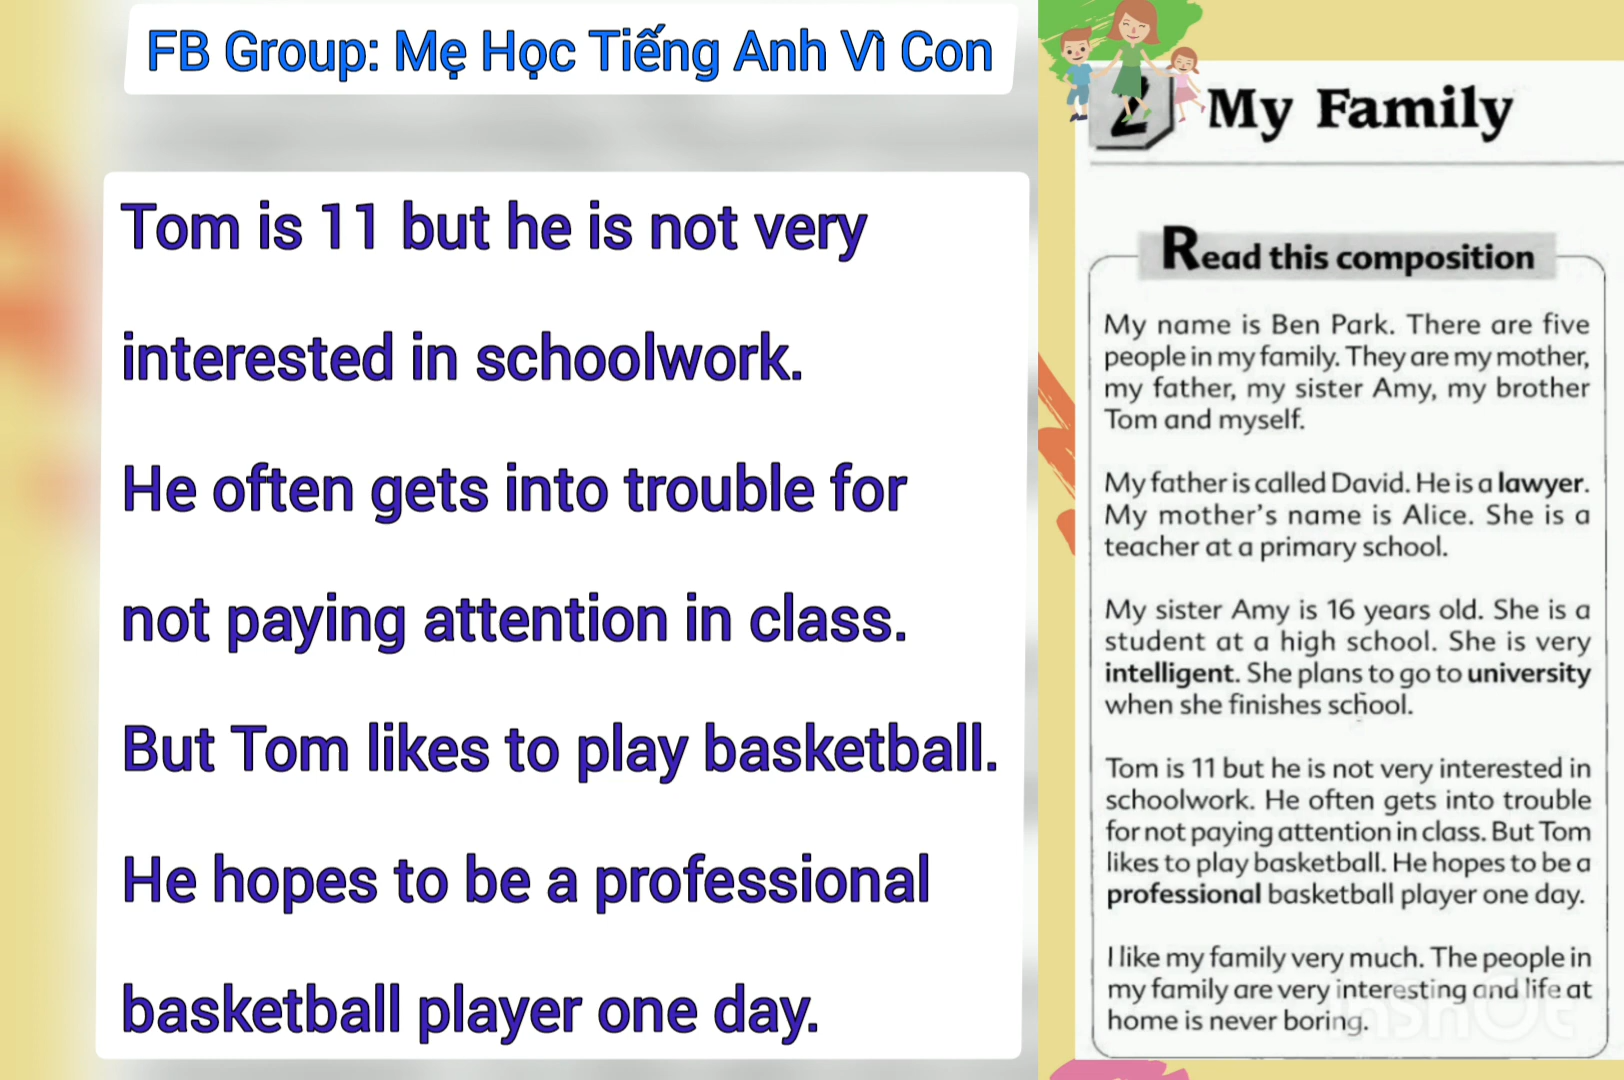 FB Group: Mẹ Học Tiếng Anh Vì Con
Tom is 11 but he is not very
interested in schoolwork.
He often gets into trouble for
not paying attention in class.
But Tom likes to play basketball.
He hopes to be a professional
basketball player one day.
2 My Family
Read this composition
My name is Ben Park. There are five
people in my family. They are my mother,
my father, my sister Amy, my brother
Tom and myself.
My father is called David. He is a lawyer.
My mother's name is Alice. She is a
teacher at a primary school.
My sister Amy is 16 years old. She is a
student at a high school. She is very
intelligent. She plans to go to university
when she finishes school.
Tom is 11 but he is not very interested in
schoolwork. He often gets into trouble
for not paying attention in class. But Tom
likes to play basketball. He hopes to be a
professional basketball player one day.
I like my family very much. The people in
my family are very interesting and life at
home is never boring.
InShOt